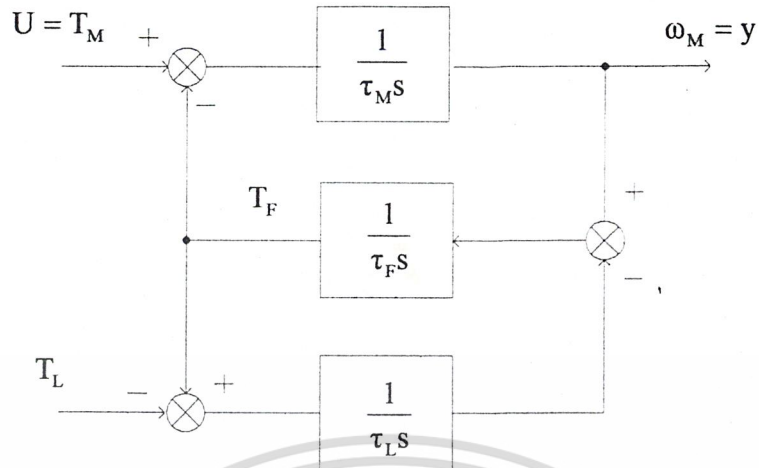 U = T_M
+
1
τ_M s
ω_M = y
−
T_F
1
τ_F s
+
−
T_L
−
+
1
τ_L s